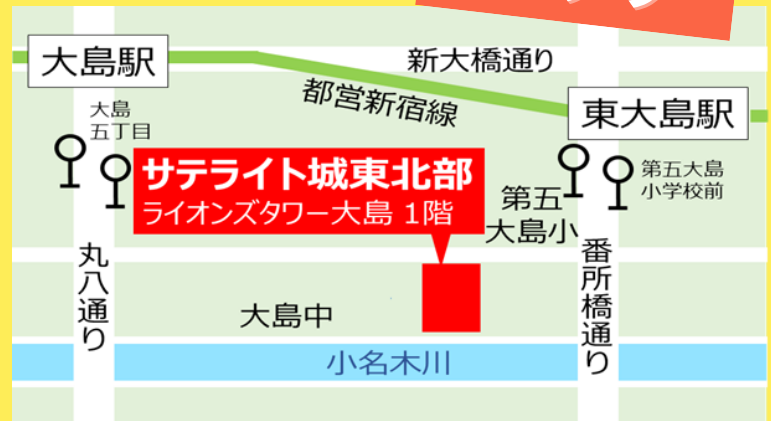 大島駅
新大橋通り
都営新宿線
東大島駅
大島
五丁目
サテライト城東北部
ライオンズタワー大島 1階
第五大島
小学校前
第五
大島小
丸八通り
番所橋通り
大島中
小名木川